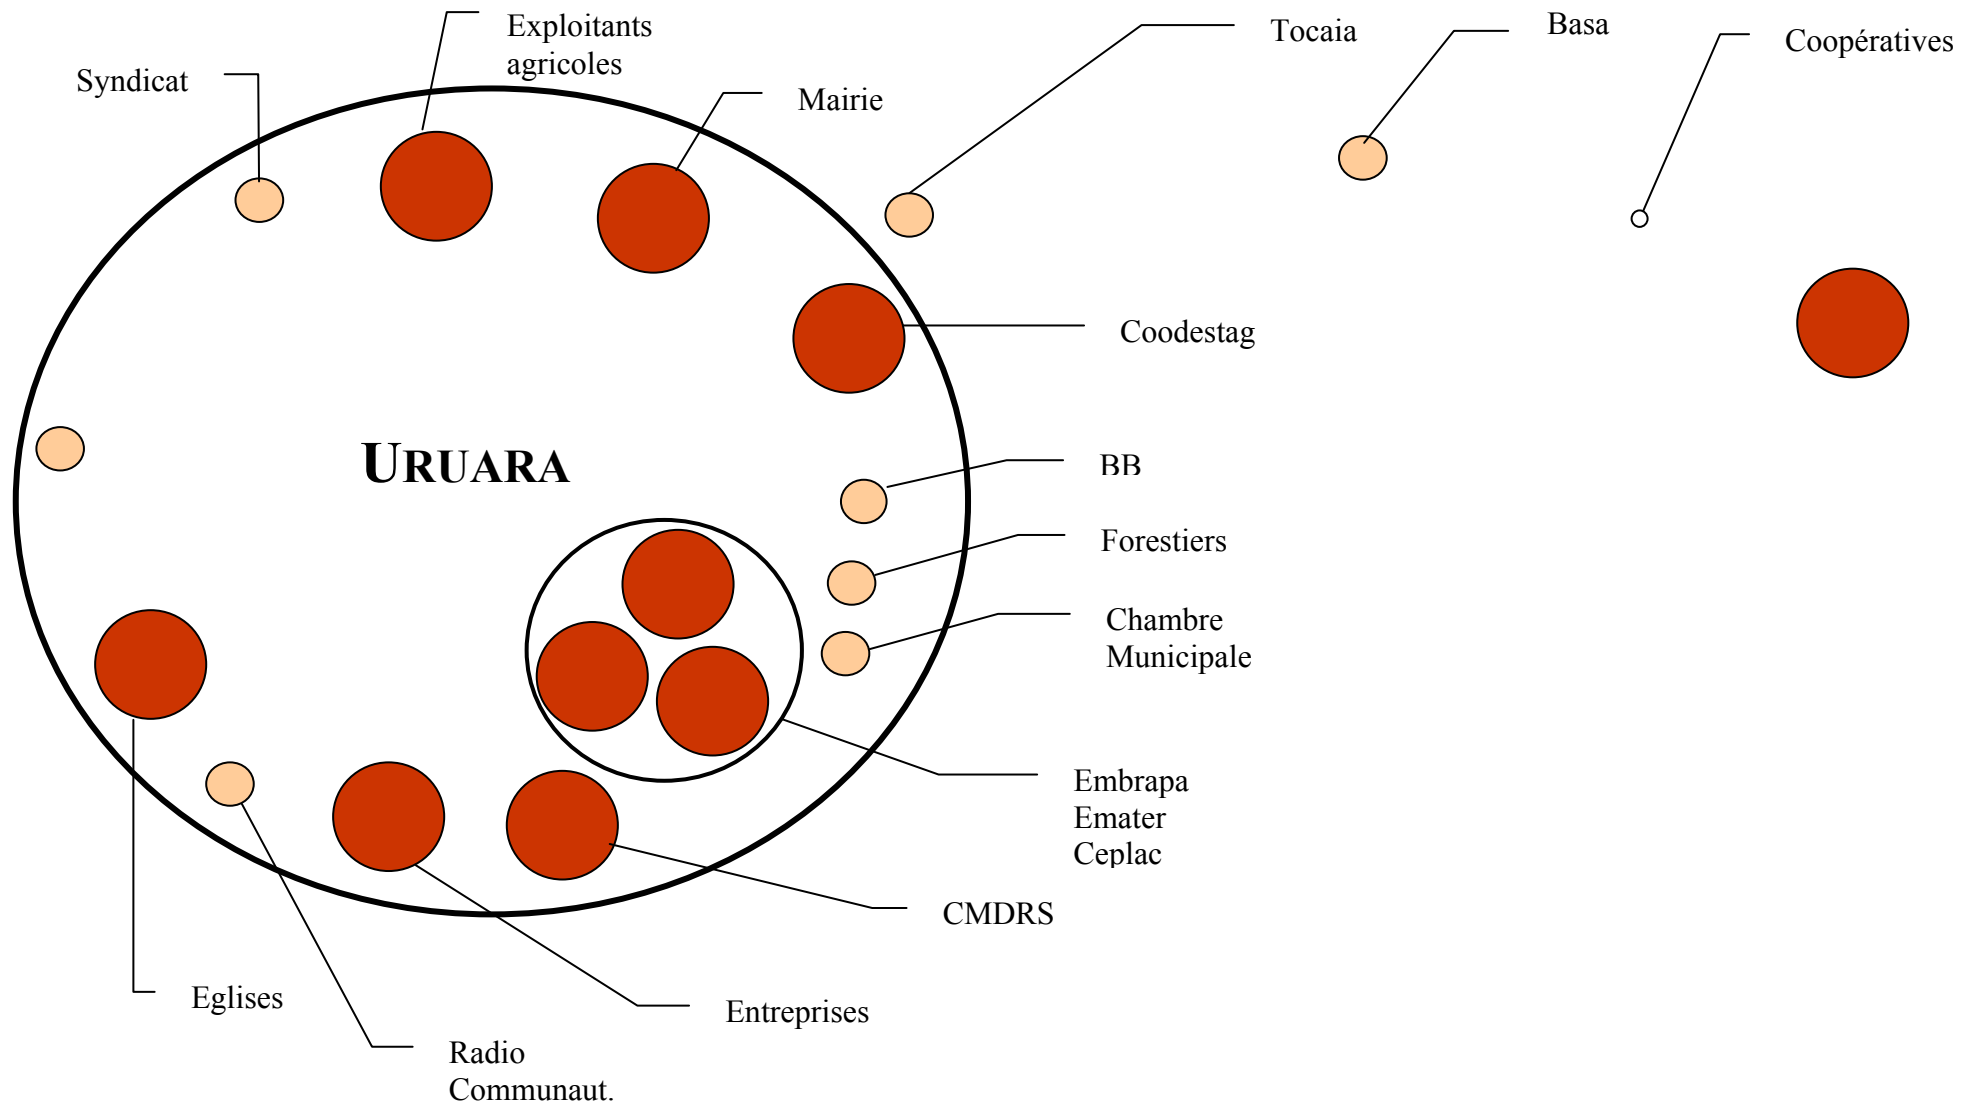 Exploitants
agricoles
Syndicat
Mairie
Tocaia
Basa
Coopératives
Coodestag
URUARA
BB
Forestiers
Chambre
Municipale
Embrapa
Emater
Ceplac
CMDRS
Eglises
Entreprises
Radio
Communaut.